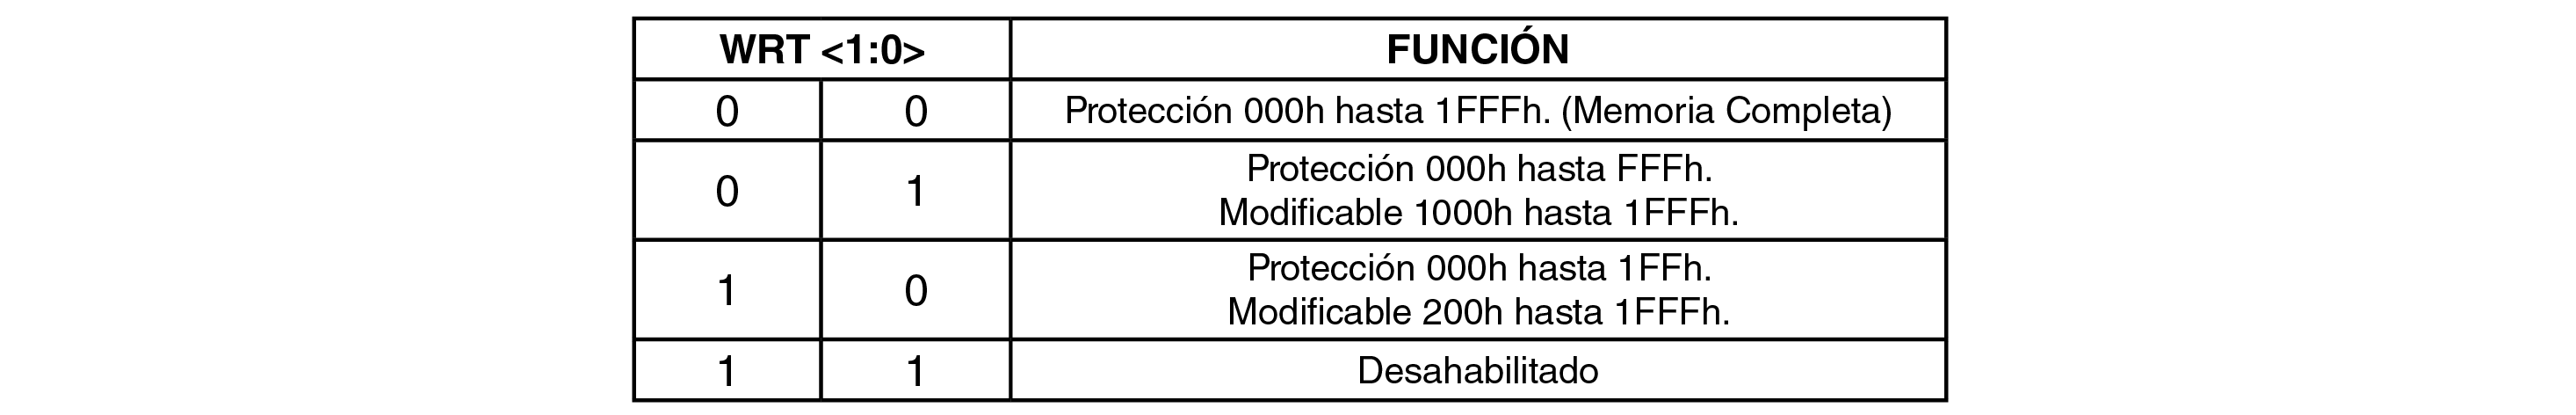 WRT <1:0> FUNCIÓN
0 0 Protección 000h hasta 1FFFh. (Memoria Completa)
0 1 Protección 000h hasta FFFh.
Modificable 1000h hasta 1FFFh.
1 0 Protección 000h hasta 1FFh.
Modificable 200h hasta 1FFFh.
1 1 Desahabilitado